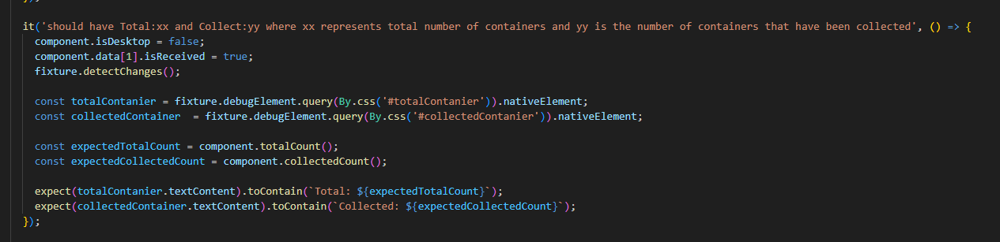 });
it('should have Total:xx and Collect:yy where xx represents total number of containers and yy is the number of containers that have been collected', () => {
component.isDesktop = false;
component.data[1].isReceived = true;
fixture.detectChanges();
const totalContanier = fixture.debugElement.query(By.css('#totalContanier')).nativeElement;
const collectedContainer  = fixture.debugElement.query(By.css('#collectedContanier')).nativeElement;
const expectedTotalCount = component.totalCount();
const expectedCollectedCount = component.collectedCount();
expect(totalContanier.textContent).toContain(`Total: ${expectedTotalCount}`);
expect(collectedContainer.textContent).toContain(`Collected: ${expectedCollectedCount}`);
});